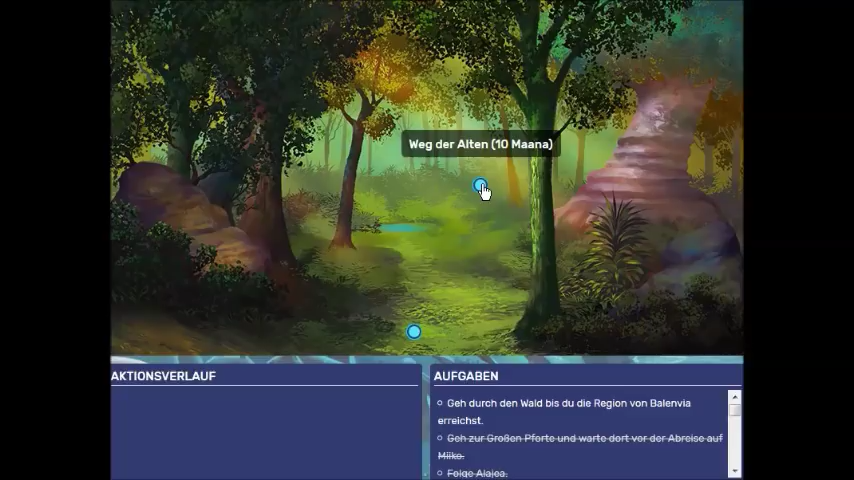 Weg der Alten (10 Maana)
AKTIONSVERLAUF
AUFGABEN
Geh durch den Wald bis du die Region von Balenvia
erreichst.
Geh zur Großen Pforte und warte dort vor der Abreise auf
Miiko.
Folge Alajea.